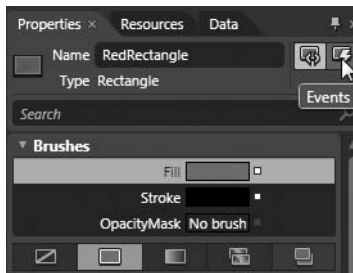 Properties × Resources Data
Name RedRectangle
Type Rectangle
Events
Search
Brushes
Fill
Stroke
OpacityMask No brush